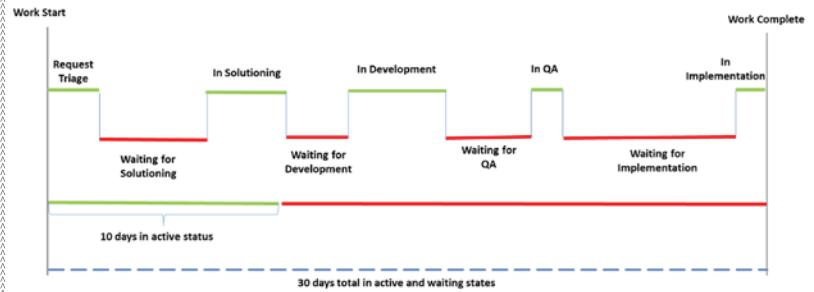 Work Start
Work Complete
Request
Triage
In Solutioning
In Development
In QA
In
Implementation
Waiting for
Solutioning
Waiting for
Development
Waiting for
QA
Waiting for
Implementation
10 days in active status
30 days total in active and waiting states